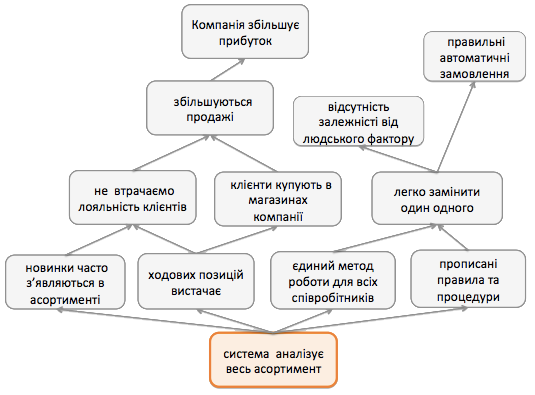 Компанія збільшує
прибуток
правильні
автоматичні
замовлення
збільшуються
продажі
відсутність
залежністі від
людського фактору
не втрачаємо
лояльність клієнтів
клієнти купують в
магазинах
компанії
легко замінити
один одного
новинки часто
з’являються в
асортименті
ходових позицій
вистачає
єдиний метод
роботи для всіх
співробітників
прописані
правила та
процедури
система аналізує
весь асортимент